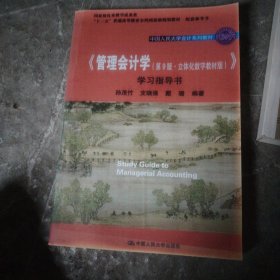 中国人民大学会计系列教材
《管理会计学(第9版·立体化数字教材版)》
学习指导书
孙茂竹 支晓强 戴璐 编著
Study Guide to
Managerial Accounting
中国人民大学出版社